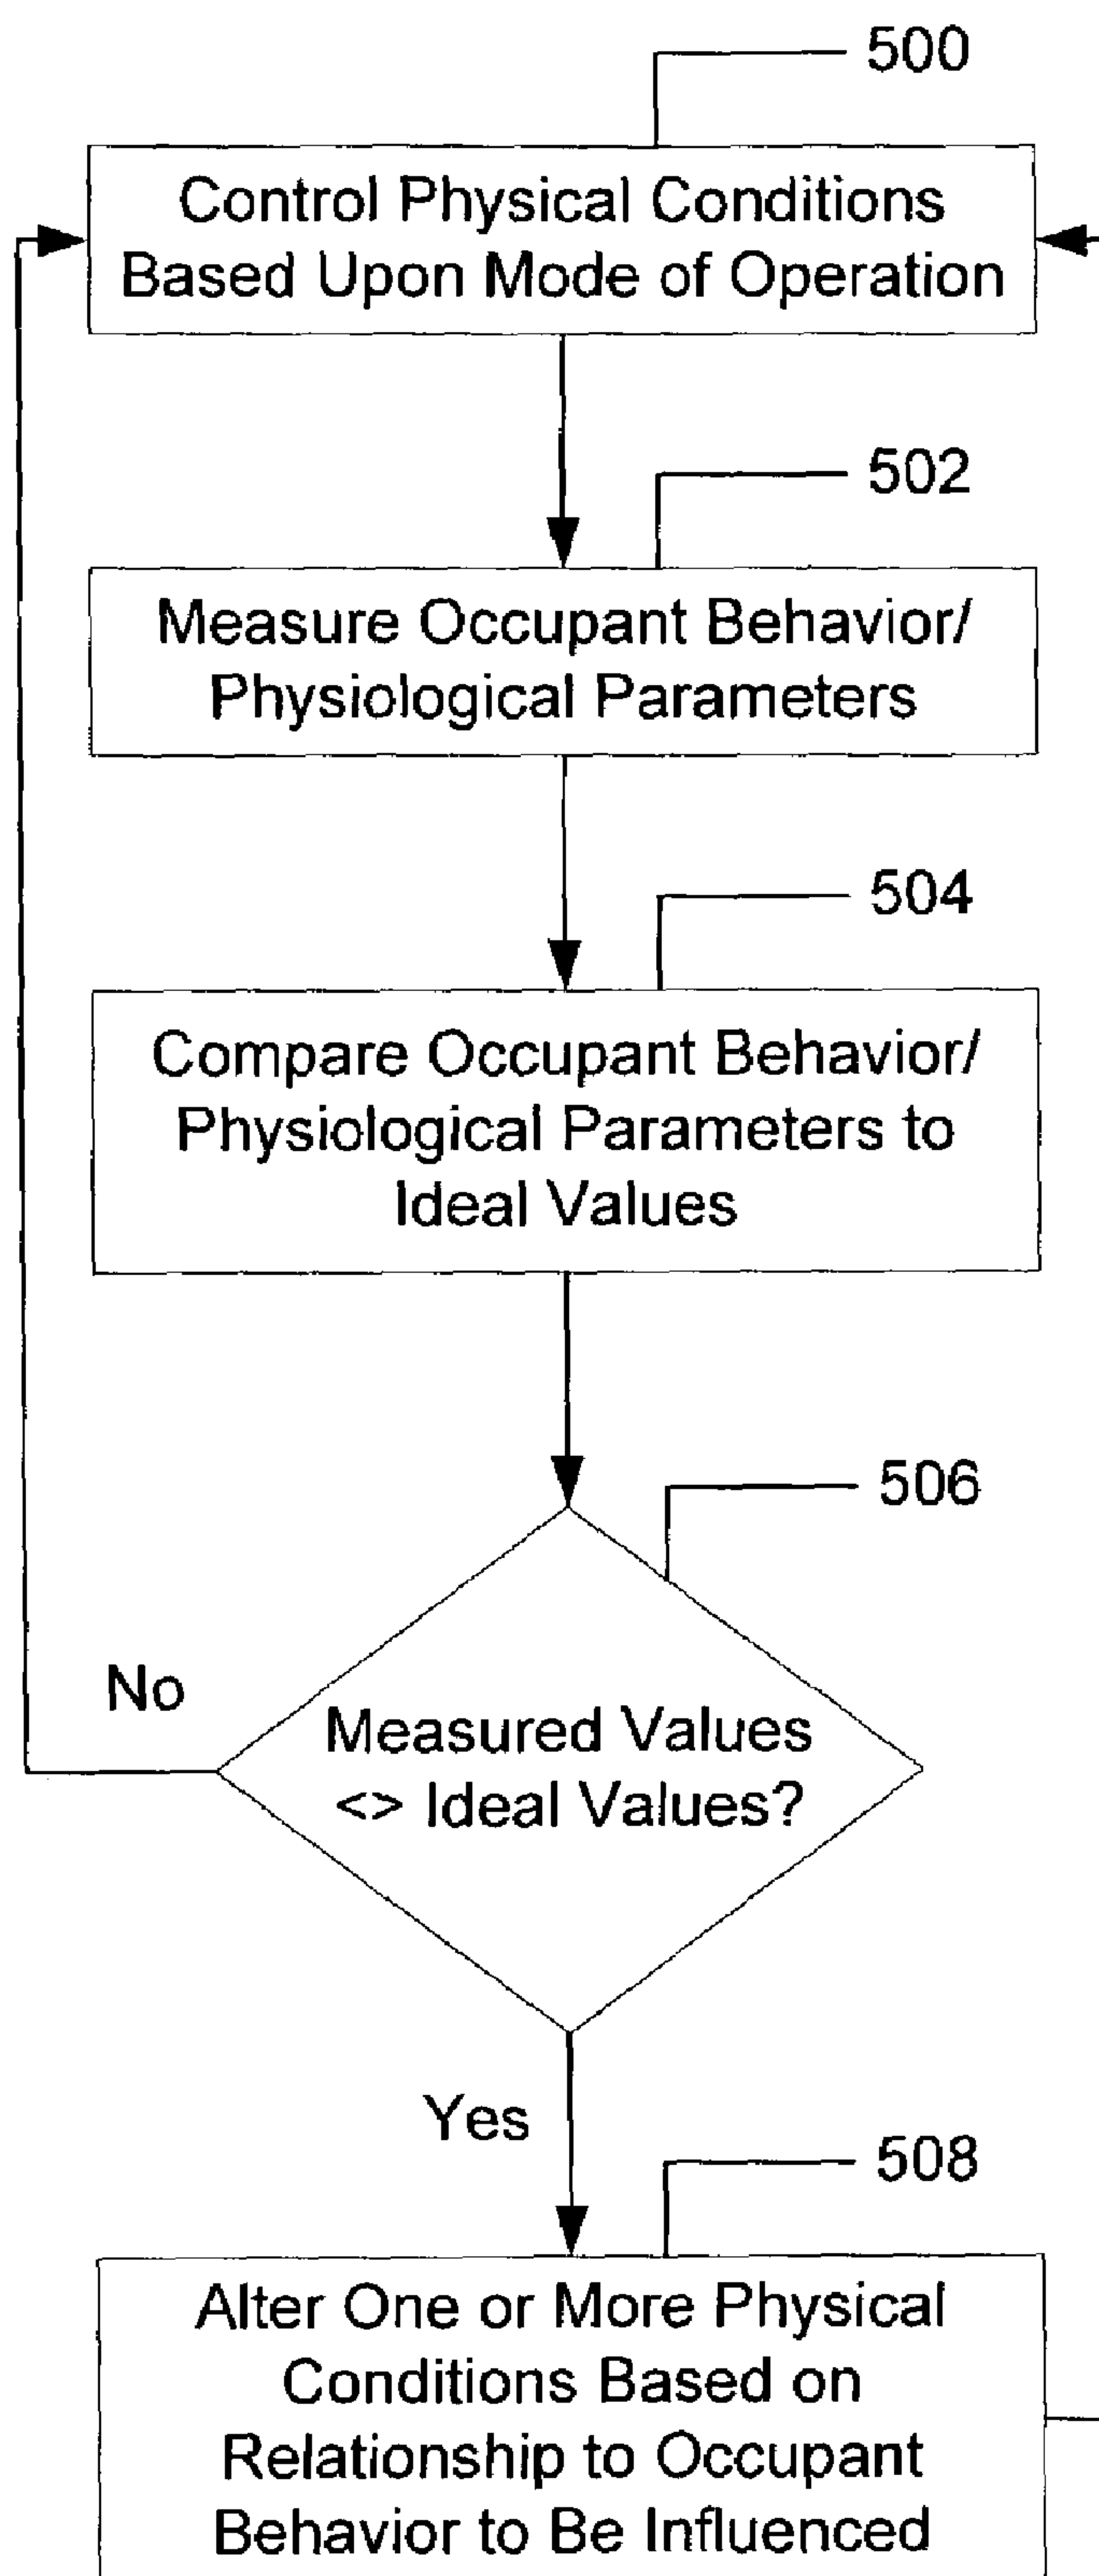 500
Control Physical Conditions
Based Upon Mode of Operation
502
Measure Occupant Behavior/
Physiological Parameters
504
Compare Occupant Behavior/
Physiological Parameters to
Ideal Values
506
No
Measured Values
<> Ideal Values?
Yes
508
Alter One or More Physical
Conditions Based on
Relationship to Occupant
Behavior to Be Influenced